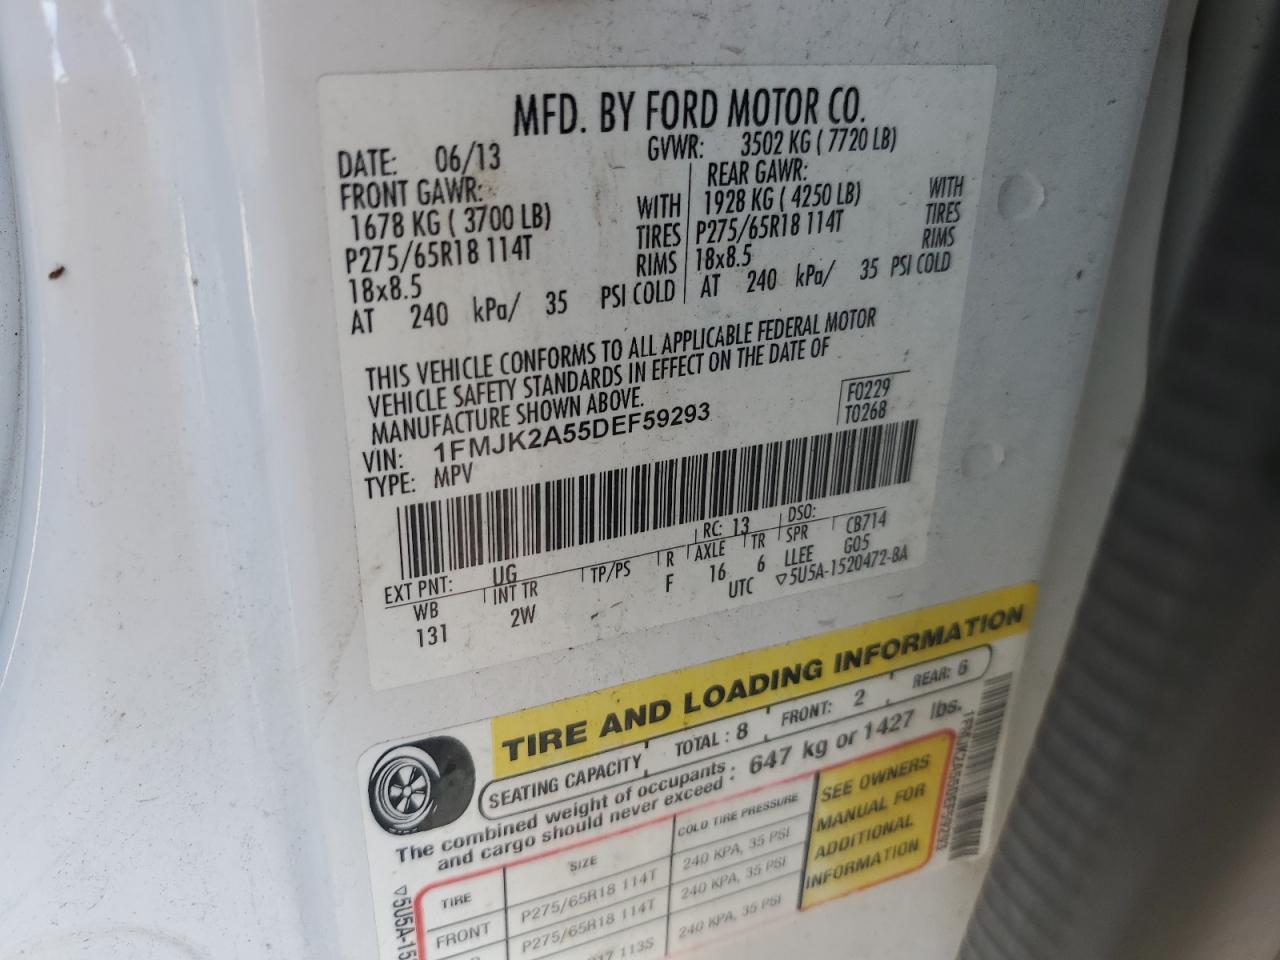 MFD. BY FORD MOTOR CO.
DATE: 06/13 GVWR: 3502 KG ( 7720 LB)
FRONT GAWR: REAR GAWR:
1678 KG ( 3700 LB) WITH 1928 KG ( 4250 LB) WITH
P275/65R18 114T TIRES P275/65R18 114T TIRES
18x8.5 RIMS 18x8.5 RIMS
AT 240 kPa/ 35 PSI COLD AT 240 kPa/ 35 PSI COLD
THIS VEHICLE CONFORMS TO ALL APPLICABLE FEDERAL MOTOR
VEHICLE SAFETY STANDARDS IN EFFECT ON THE DATE OF
MANUFACTURE SHOWN ABOVE.
VIN: 1FMJK2A55DEF59293
TYPE: MPV
F0229
T0268
EXT PNT: UG RC: 13 DSO:
WB INT TR TP/PS R AXLE TR SPR CB714
131 2W F 16 6 LLEE G05
UTC ▽5U5A-1520472-BA
TIRE AND LOADING INFORMATION
SEATING CAPACITY TOTAL : 8 FRONT: 2 REAR: 6
The combined weight of occupants : 647 kg or 1427 lbs.
and cargo should never exceed
TIRE SIZE COLD TIRE PRESSURE
FRONT P275/65R18 114T 240 KPA, 35 PSI
P275/65R18 114T 240 KPA, 35 PSI
113S 240 KPA, 35 PSI
SEE OWNERS
MANUAL FOR
ADDITIONAL
INFORMATION
▽5U5A-15